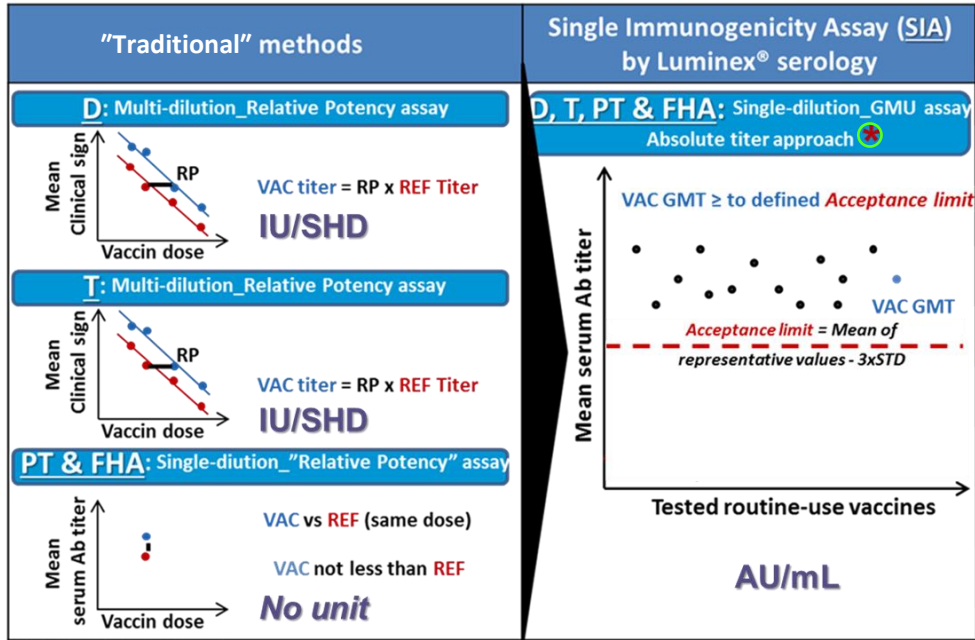 ”Traditional” methods
D: Multi-dilution_Relative Potency assay
Mean
Clinical sign
RP
Vaccin dose
VAC titer = RP x REF Titer
IU/SHD
T: Multi-dilution_Relative Potency assay
Mean
Clinical sign
RP
Vaccin dose
VAC titer = RP x REF Titer
IU/SHD
PT & FHA: Single-diution_”Relative Potency” assay
Mean
serum Ab titer
Vaccin dose
VAC vs REF (same dose)
VAC not less than REF
No unit
Single Immunogenicity Assay (SIA)
by Luminex® serology
D, T, PT & FHA: Single-dilution_GMU assay
Absolute titer approach *
Mean serum Ab titer
VAC GMT ≥ to defined Acceptance limit
VAC GMT
Acceptance limit = Mean of
representative values - 3xSTD
Tested routine-use vaccines
AU/mL